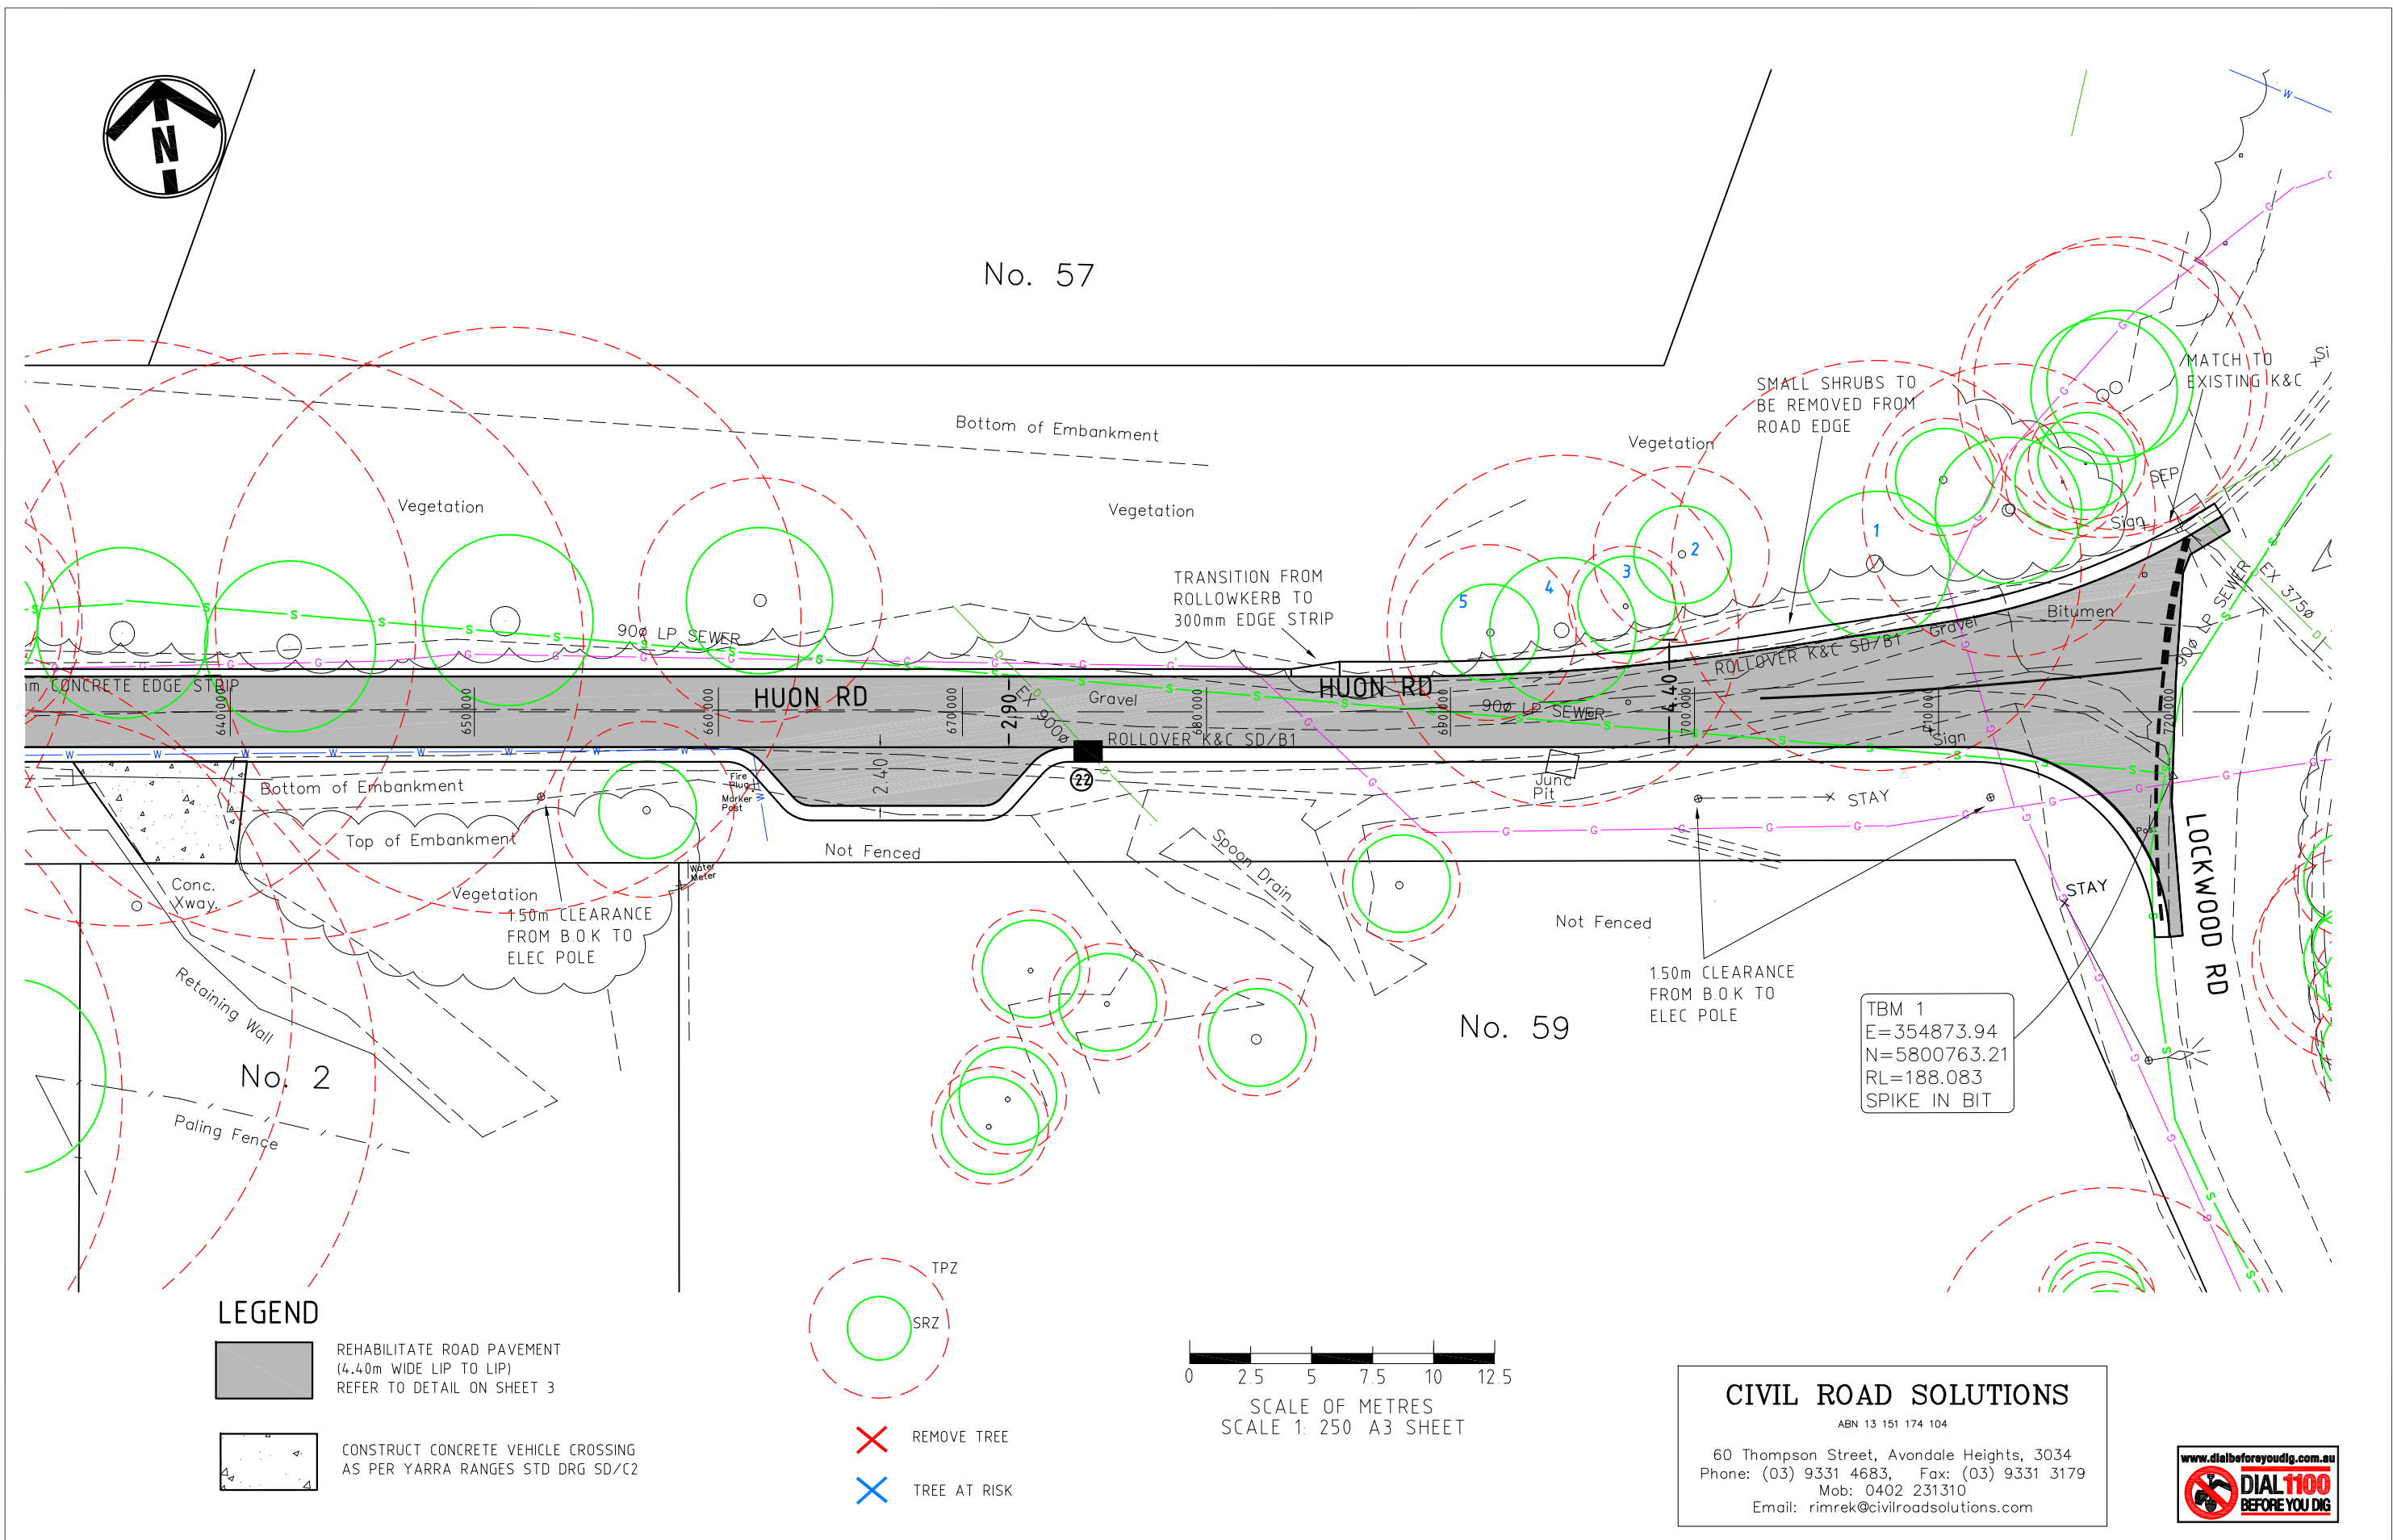 N
No. 57
W
G
MATCH TO
EXISTING K&C
SMALL SHRUBS TO
BE REMOVED FROM
ROAD EDGE
Bottom of Embankment
Vegetation
Vegetation
Vegetation
SEP
Sign
1
2
3
4
5
TRANSITION FROM
ROLLOWKERB TO
300mm EDGE STRIP
90ø LP SEWER
EX 375ø
Bitumen
Gravel
ROLLOVER K&C SD/B1
90ø LP SEWER
CONCRETE EDGE STRIP
HUON RD
HUON RD
Gravel
EX 900ø
2.90
4.40
90ø LP SEWER
640.000
650.000
660.000
670.000
680.000
690.000
700.000
710.000
720.000
ROLLOVER K&C SD/B1
Sign
2.40
22
Junc
Pit
STAY
Fire
Plug
Marker
Post
Bottom of Embankment
Top of Embankment
Not Fenced
Spoon Drain
Water
Meter
Conc.
Xway.
Vegetation
1.50m CLEARANCE
FROM B.O.K TO
ELEC POLE
Not Fenced
STAY
LOCKWOOD RD
1.50m CLEARANCE
FROM B.O.K TO
ELEC POLE
Retaining Wall
No. 59
No. 2
Paling Fence
TBM 1
E=354873.94
N=5800763.21
RL=188.083
SPIKE IN BIT
LEGEND
REHABILITATE ROAD PAVEMENT
(4.40m WIDE LIP TO LIP)
REFER TO DETAIL ON SHEET 3
CONSTRUCT CONCRETE VEHICLE CROSSING
AS PER YARRA RANGES STD DRG SD/C2
TPZ
SRZ
REMOVE TREE
TREE AT RISK
0 2.5 5 7.5 10 12.5
SCALE OF METRES
SCALE 1: 250 A3 SHEET
CIVIL ROAD SOLUTIONS
ABN 13 151 174 104
60 Thompson Street, Avondale Heights, 3034
Phone: (03) 9331 4683, Fax: (03) 9331 3179
Mob: 0402 231310
Email: rimrek@civilroadsolutions.com
www.dialbeforeyoudig.com.au
DIAL1100
BEFORE YOU DIG